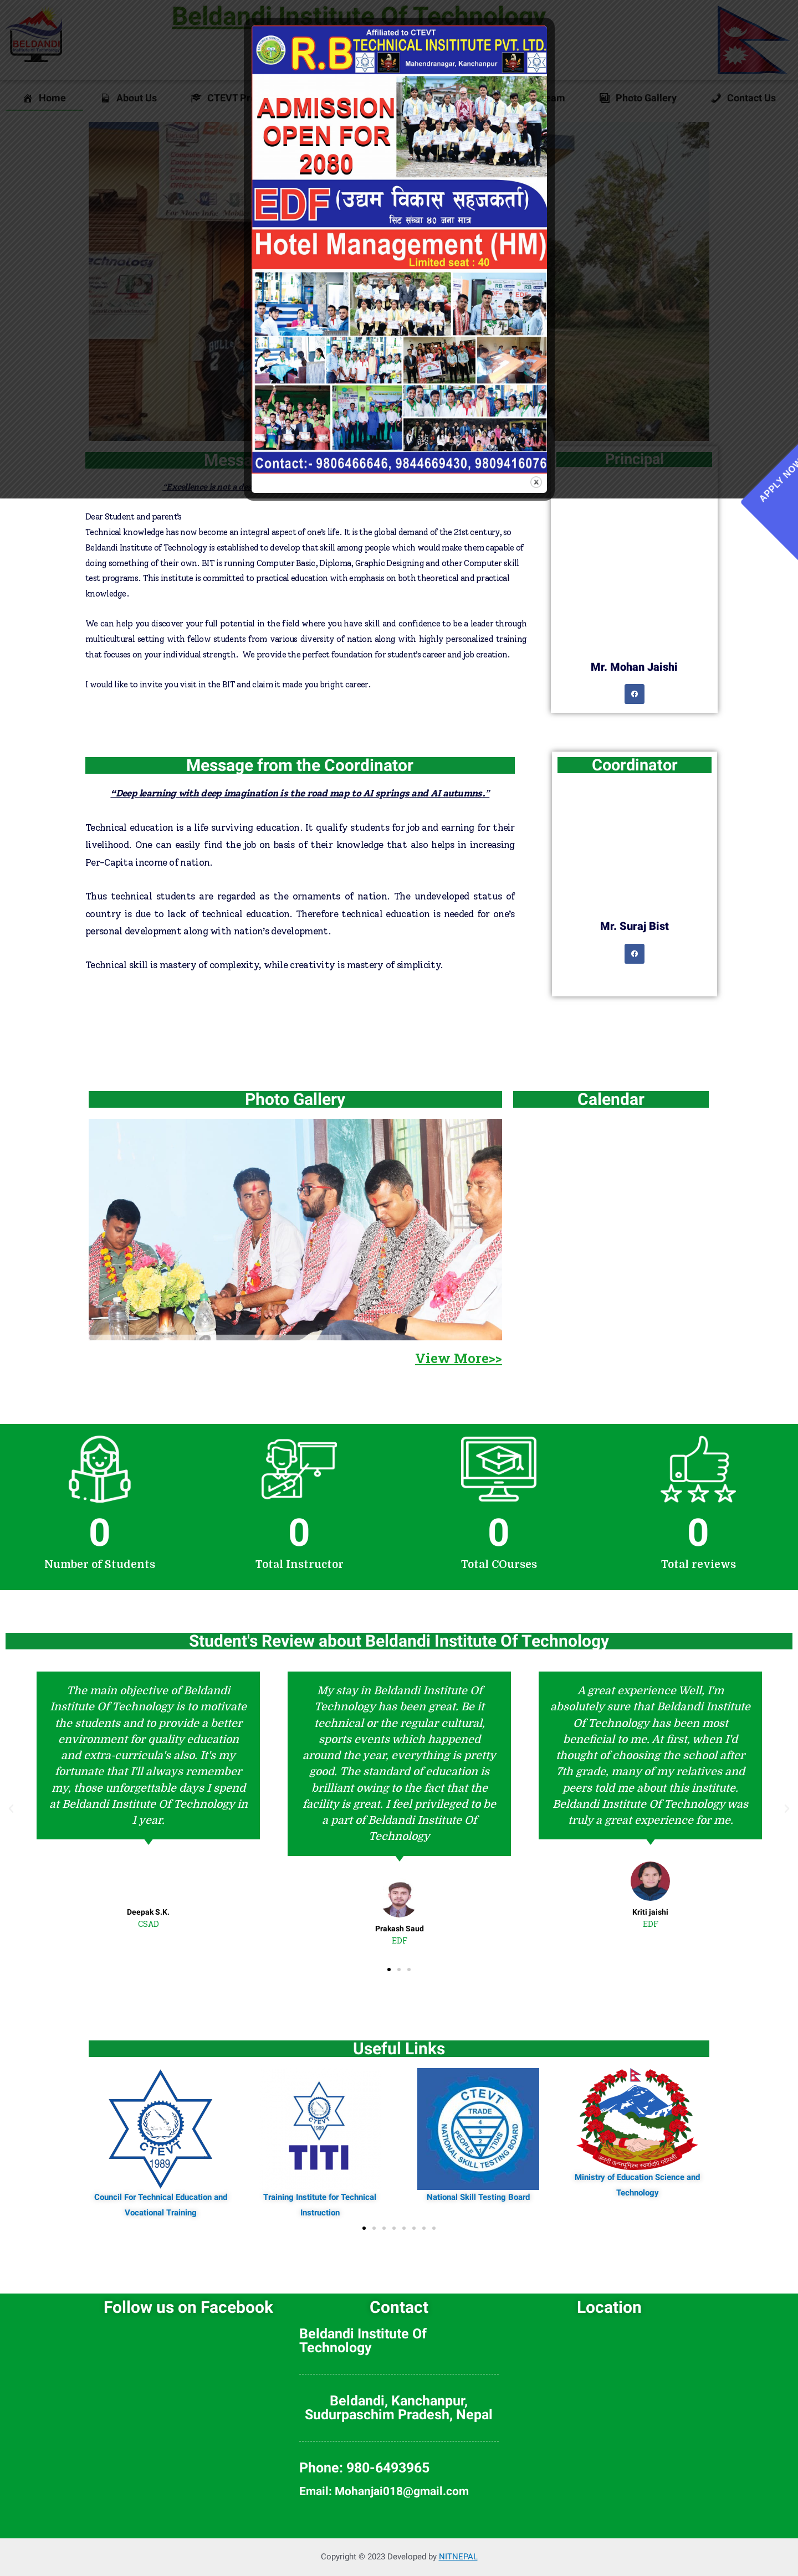 Beldandi Institute Of Technology
BELDANDI
Home
About Us
CTEVT
Photo Gallery
Contact Us
Affiliated to CTEVT
R.B TECHNICAL INSITITUTE PVT. LTD.
Mahendranagar, Kanchanpur
ADMISSION
OPEN FOR
2080
EDF (उद्यम विकास सहजकर्ता)
सिट संख्या ४० जना मात्र
Hotel Management (HM)
Limited seat : 40
Contact:- 9806466646, 9844669430, 9809416076
APPLY NOW
Principal
"Excellence is not a
Dear Student and parent's
Technical knowledge has now become an integral aspect of one's life. It is the global demand of the 21st century, so
Beldandi Institute of Technology is established to develop that skill among people which would make them capable of
doing something of their own. BIT is running Computer Basic, Diploma, Graphic Designing and other Computer skill
test programs. This institute is committed to practical education with emphasis on both theoretical and practical
knowledge.
We can help you discover your full potential in the field where you have skill and confidence to be a leader through
multicultural setting with fellow students from various diversity of nation along with highly personalized training
that focuses on your individual strength. We provide the perfect foundation for student's career and job creation.
I would like to invite you visit in the BIT and claim it made you bright career.
Mr. Mohan Jaishi
Message from the Coordinator
Coordinator
"Deep learning with deep imagination is the road map to AI springs and AI autumns."
Technical education is a life surviving education. It qualify students for job and earning for their
livelihood. One can easily find the job on basis of their knowledge that also helps in increasing
Per-Capita income of nation.
Thus technical students are regarded as the ornaments of nation. The undeveloped status of
country is due to lack of technical education. Therefore technical education is needed for one's
personal development along with nation's development.
Technical skill is mastery of complexity, while creativity is mastery of simplicity.
Mr. Suraj Bist
Photo Gallery
Calendar
View More>>
0
Number of Students
0
Total Instructor
0
Total COurses
0
Total reviews
Student's Review about Beldandi Institute Of Technology
The main objective of Beldandi
Institute Of Technology is to motivate
the students and to provide a better
environment for quality education
and extra-curricula's also. It's my
fortunate that I'll always remember
my, those unforgettable days I spend
at Beldandi Institute Of Technology in
1 year.
Deepak S.K.
CSAD
My stay in Beldandi Institute Of
Technology has been great. Be it
technical or the regular cultural,
sports events which happened
around the year, everything is pretty
good. The standard of education is
brilliant owing to the fact that the
facility is great. I feel privileged to be
a part of Beldandi Institute Of
Technology
Prakash Saud
EDF
A great experience Well, I'm
absolutely sure that Beldandi Institute
Of Technology has been most
beneficial to me. At first, when I'd
thought of choosing the school after
7th grade, many of my relatives and
peers told me about this institute.
Beldandi Institute Of Technology was
truly a great experience for me.
Kriti jaishi
EDF
Useful Links
CTEVT
1989
Council For Technical Education and
Vocational Training
CTEVT
1989
TITI
Training Institute for Technical
Instruction
CTEVT
TRADE
PEOPLE
SKILLS
NATIONAL SKILL TESTING BOARD
National Skill Testing Board
Ministry of Education Science and
Technology
Follow us on Facebook
Contact
Beldandi Institute Of
Technology
Beldandi, Kanchanpur,
Sudurpaschim Pradesh, Nepal
Phone: 980-6493965
Email: Mohanjai018@gmail.com
Location
Copyright © 2023 Developed by NITNEPAL